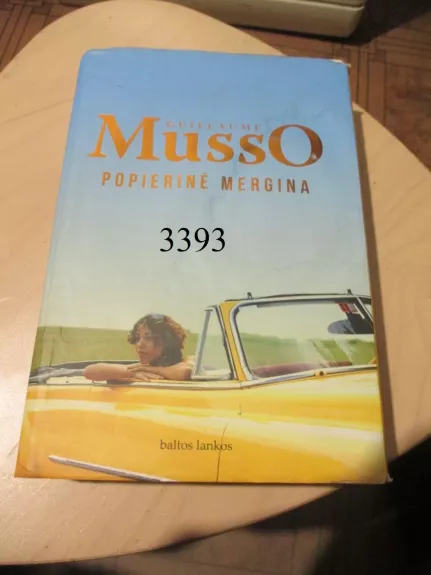 GUILLAUME
MussO
POPIERINĖ MERGINA
3393
baltos lankos